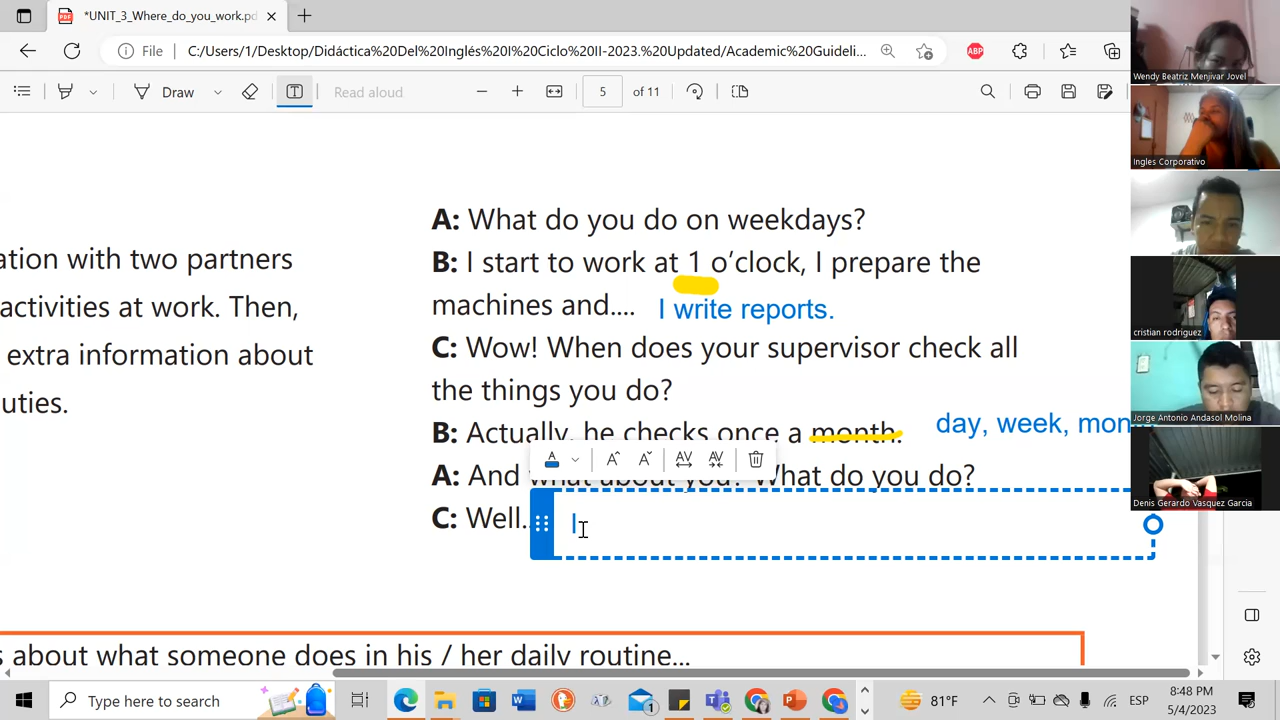 *UNIT_3_Where_do_you_work.pd
File
C:/Users/1/Desktop/Didáctica%20Del%20Inglés%20I%20Ciclo%20II-2023.%20Updated/Academic%20Guideli...
ABP
Draw
Read aloud
5
of 11
Wendy Beatriz Menjivar Jovel
Ingles Corporativo
cristian rodriguez
Jorge Antonio Andasol Molina
Denis Gerardo Vasquez Garcia
ation with two partners
activities at work. Then,
extra information about
uties.
A: What do you do on weekdays?
B: I start to work at 1 o’clock, I prepare the
machines and.... I write reports.
C: Wow! When does your supervisor check all
the things you do?
B: Actually, he checks once a month. day, week, mon
A: And what about you? What do you do?
C: Well.. I
s about what someone does in his / her daily routine...
Type here to search
81°F
ESP
8:48 PM
5/4/2023